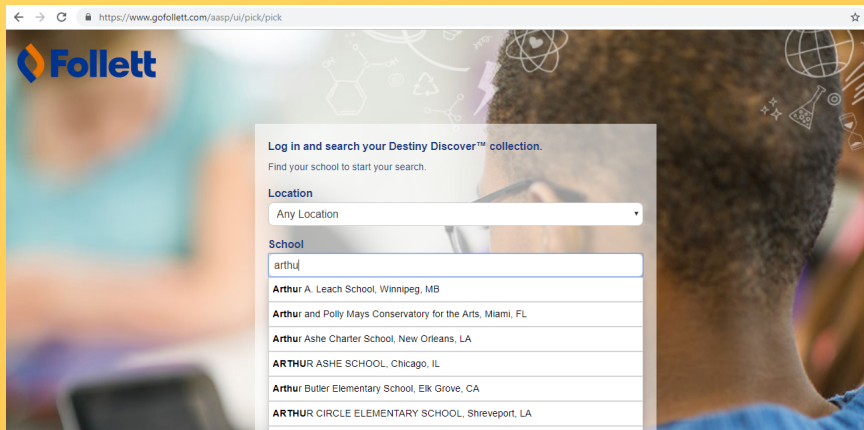 https://www.gofollett.com/aasp/ui/pick/pick
Follett
Log in and search your Destiny Discover™ collection.
Find your school to start your search.
Location
Any Location
School
arthu
Arthur A. Leach School, Winnipeg, MB
Arthur and Polly Mays Conservatory for the Arts, Miami, FL
Arthur Ashe Charter School, New Orleans, LA
ARTHUR ASHE SCHOOL, Chicago, IL
Arthur Butler Elementary School, Elk Grove, CA
ARTHUR CIRCLE ELEMENTARY SCHOOL, Shreveport, LA